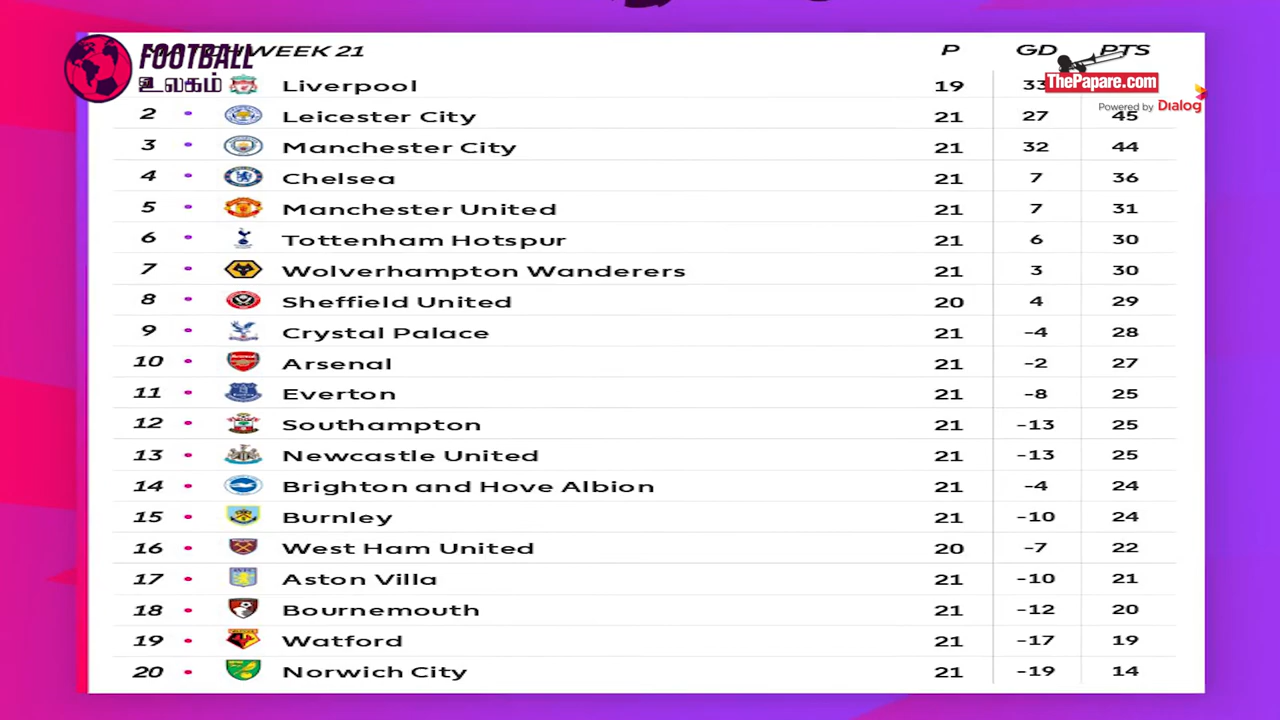 FOOTBALL
உலகம்
WEEK 21 P GD PTS
ThePapare.com
Powered by Dialog
Liverpool 19 33
2 Leicester City 21 27 45
3 Manchester City 21 32 44
4 Chelsea 21 7 36
5 Manchester United 21 7 31
6 Tottenham Hotspur 21 6 30
7 Wolverhampton Wanderers 21 3 30
8 Sheffield United 20 4 29
9 Crystal Palace 21 -4 28
10 Arsenal 21 -2 27
11 Everton 21 -8 25
12 Southampton 21 -13 25
13 Newcastle United 21 -13 25
14 Brighton and Hove Albion 21 -4 24
15 Burnley 21 -10 24
16 West Ham United 20 -7 22
17 Aston Villa 21 -10 21
18 Bournemouth 21 -12 20
19 Watford 21 -17 19
20 Norwich City 21 -19 14